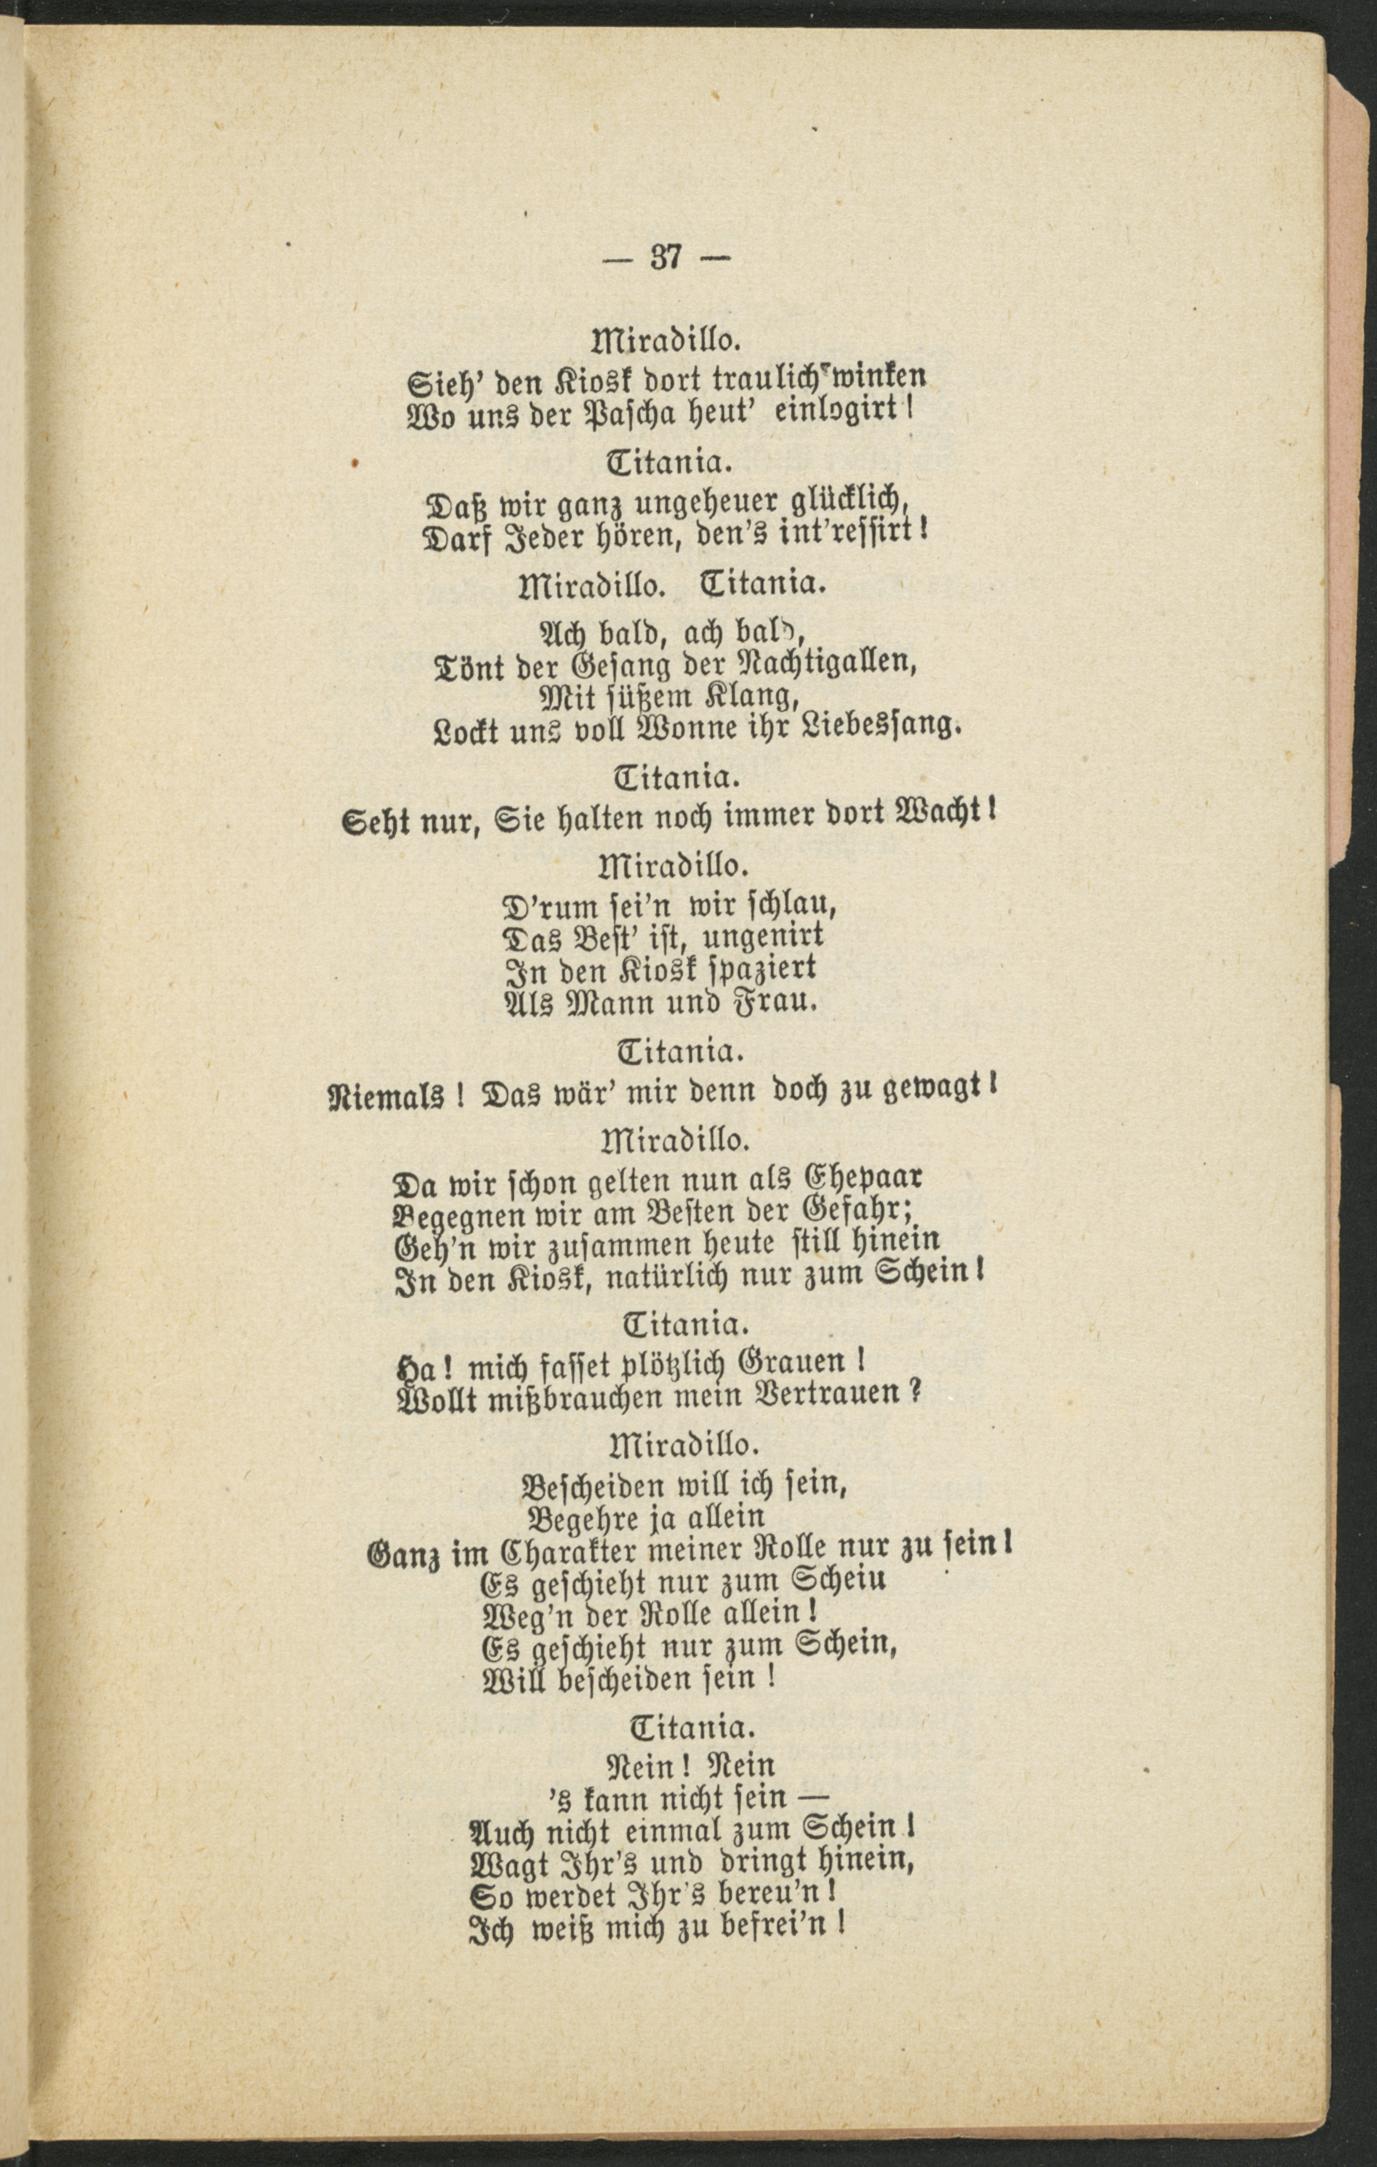 — 37 —
Miradillo.
Sieh' den Kiosk dort traulich winken
Wo uns der Pascha heut' einlogirt!
Titania.
Daß wir ganz ungeheuer glücklich,
Darf Jeder hören, den's int'ressirt!
Miradillo. Titania.
Ach bald, ach bald,
Tönt der Gesang der Nachtigallen,
Mit süßem Klang,
Lockt uns voll Wonne ihr Liebessang.
Titania.
Seht nur, Sie halten noch immer dort Wacht!
Miradillo.
D'rum sei'n wir schlau,
Das Best' ist, ungenirt
In den Kiosk spaziert
Als Mann und Frau.
Titania.
Niemals! Das wär' mir denn doch zu gewagt!
Miradillo.
Da wir schon gelten nun als Ehepaar
Begegnen wir am Besten der Gefahr;
Geh'n wir zusammen heute still hinein
In den Kiosk, natürlich nur zum Schein!
Titania.
Ha! mich fasset plötzlich Grauen!
Wollt mißbrauchen mein Vertrauen?
Miradillo.
Bescheiden will ich sein,
Begehre ja allein
Ganz im Charakter meiner Rolle nur zu sein!
Es geschieht nur zum Scheiu
Weg'n der Rolle allein!
Es geschieht nur zum Schein,
Will bescheiden sein!
Titania.
Nein! Nein
's kann nicht sein —
Auch nicht einmal zum Schein!
Wagt Ihr's und dringt hinein,
So werdet Ihr's bereu'n!
Ich weiß mich zu befrei'n!